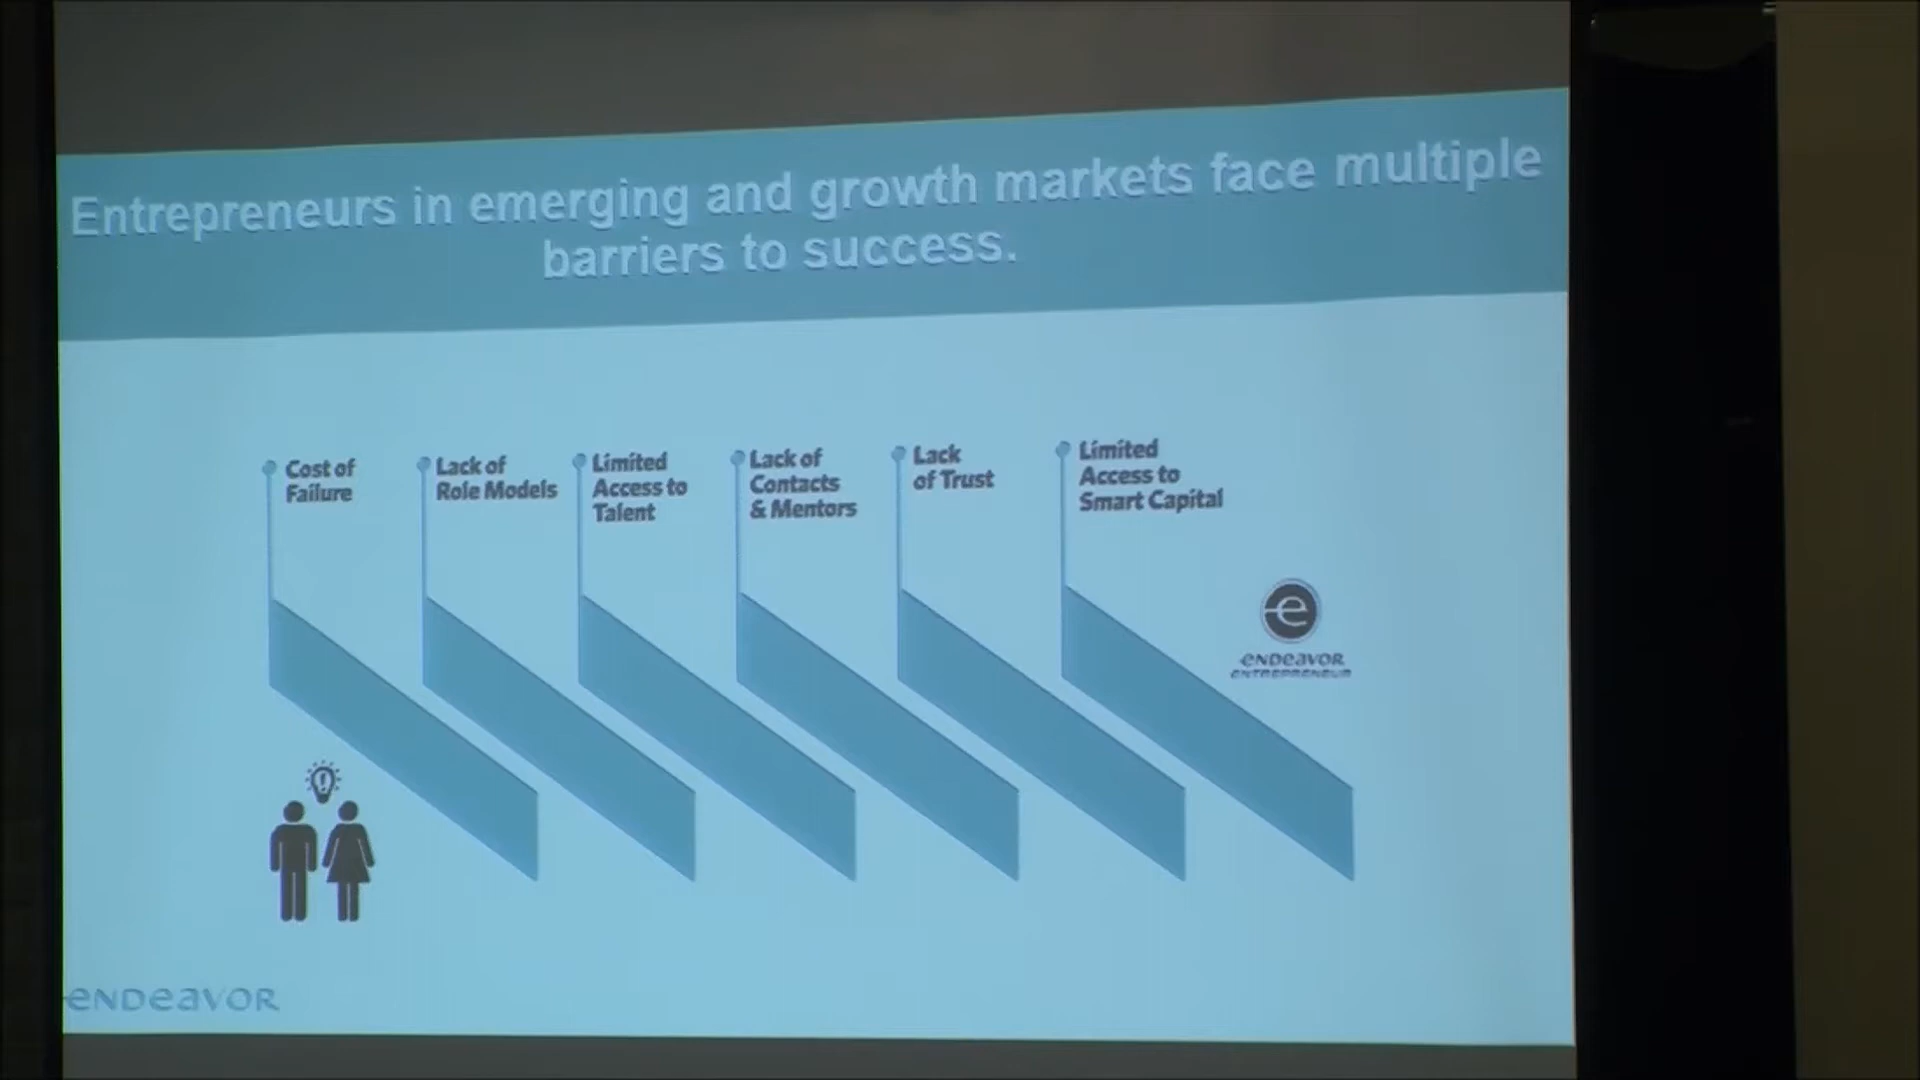 Entrepreneurs in emerging and growth markets face multiple
barriers to success.
Cost of
Failure
Lack of
Role Models
Limited
Access to
Talent
Lack of
Contacts
& Mentors
Lack
of Trust
Limited
Access to
Smart Capital
e
enDeavor
entrepreneur
enDeavor